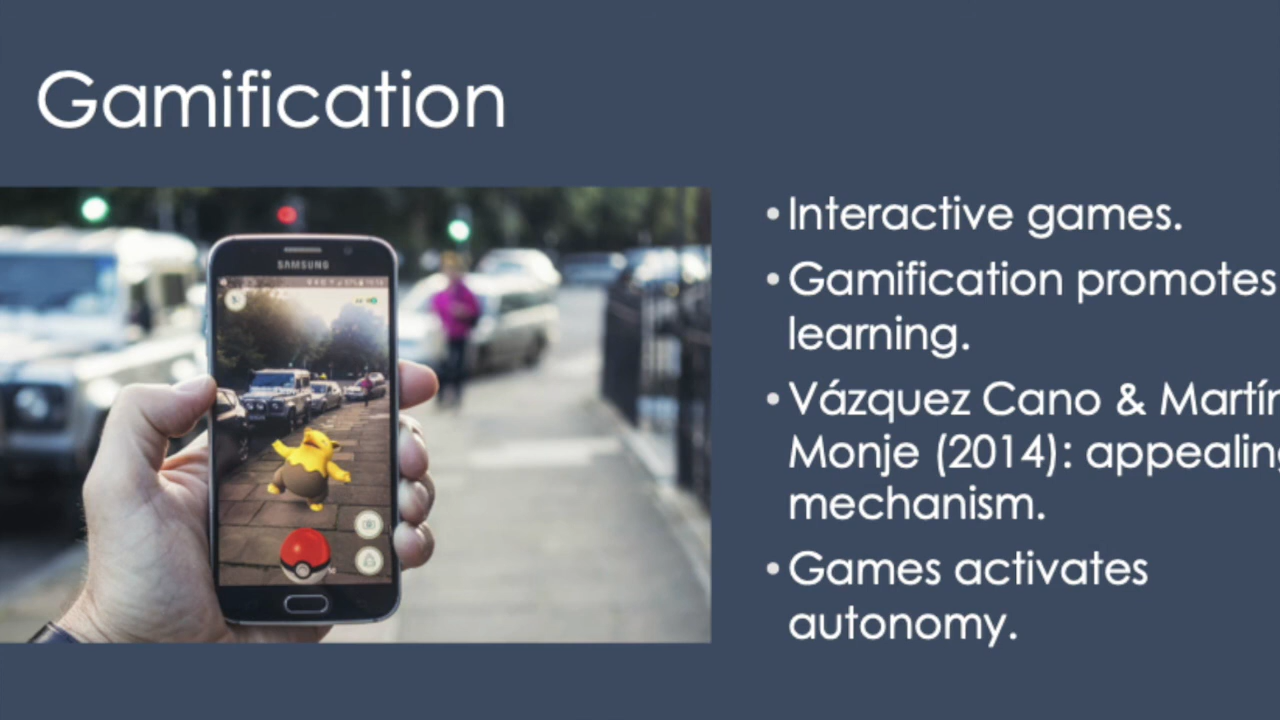 Gamification
SAMSUNG
•Interactive games.
•Gamification promotes
learning.
•Vázquez Cano & Martín
Monje (2014): appealing
mechanism.
•Games activates
autonomy.